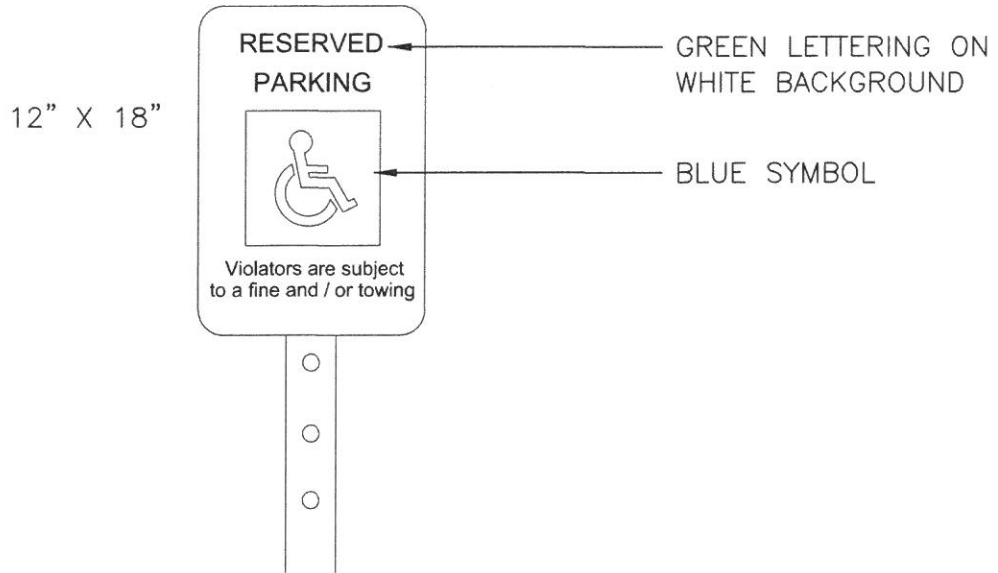 RESERVED
PARKING
Violators are subject
to a fine and / or towing
12” X 18”
GREEN LETTERING ON
WHITE BACKGROUND
BLUE SYMBOL